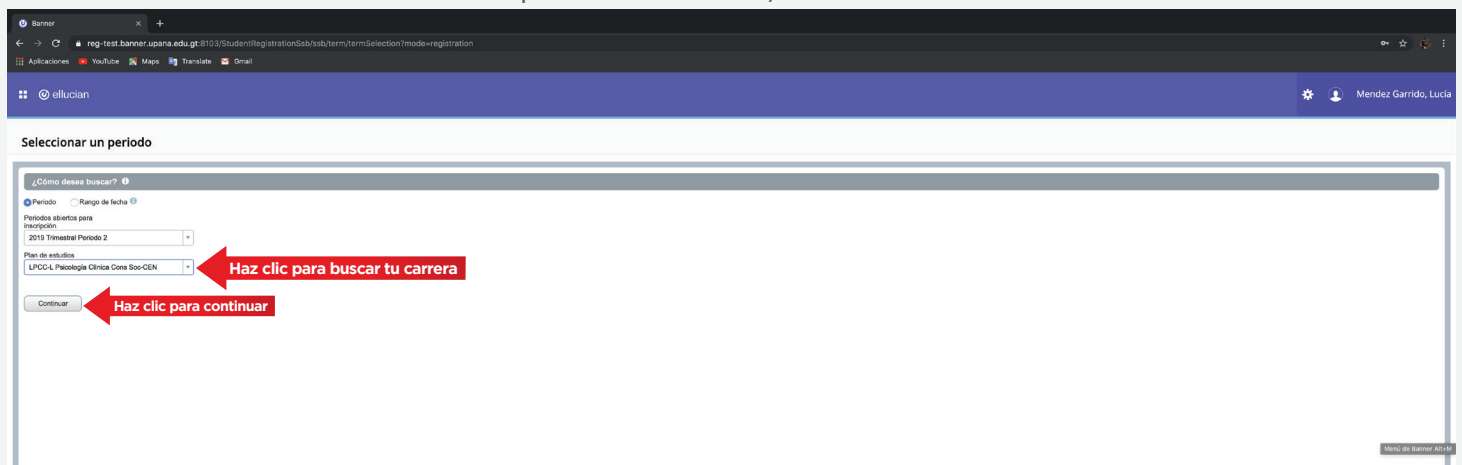 Banner
reg-test.banner.upana.edu.gt:8103/StudentRegistrationSsb/ssb/term/termSelection?mode=registration
Aplicaciones YouTube Maps Translate Gmail
ellucian Mendez Garrido, Lucía
Seleccionar un periodo
¿Cómo desea buscar?
Periodo Rango de fecha
Periodos abiertos para
inscripción
2019 Trimestral Periodo 2
Plan de estudios
LPCC-L Psicología Clínica Cons Soc-CEN
Haz clic para buscar tu carrera
Continuar
Haz clic para continuar
Menú de Banner Alt+M